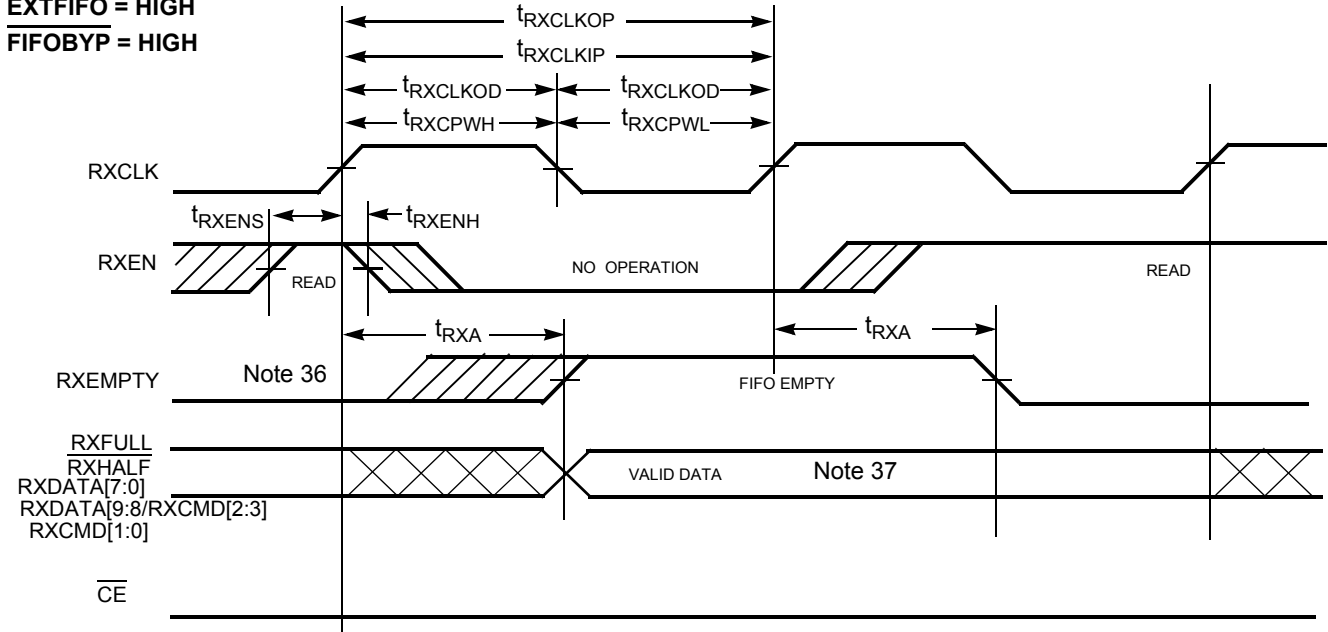 EXTFIFO = HIGH
FIFOBYP = HIGH
tRXCLKOP
tRXCLKIP
tRXCLKOD tRXCLKOD
tRXCPWH tRXCPWL
RXCLK
tRXENS tRXENH
RXEN READ NO OPERATION READ
tRXA tRXA
RXEMPTY Note 36 FIFO EMPTY
RXFULL
RXHALF
RXDATA[7:0] VALID DATA Note 37
RXDATA[9:8/RXCMD[2:3]
RXCMD[1:0]
CE